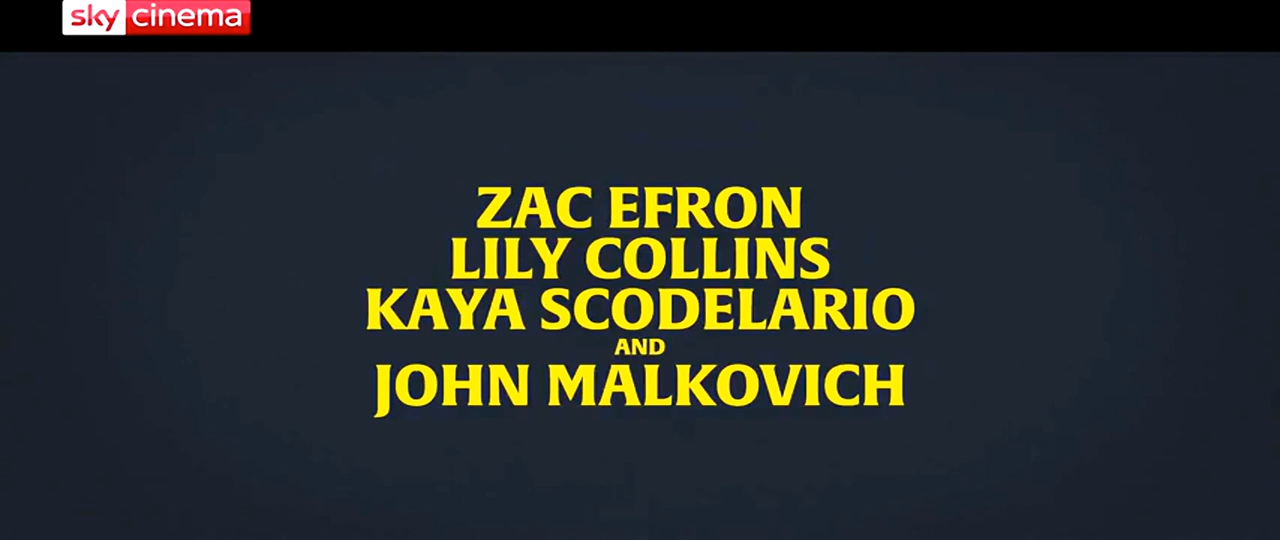 sky cinema
ZAC EFRON
LILY COLLINS
KAYA SCODELARIO
AND
JOHN MALKOVICH